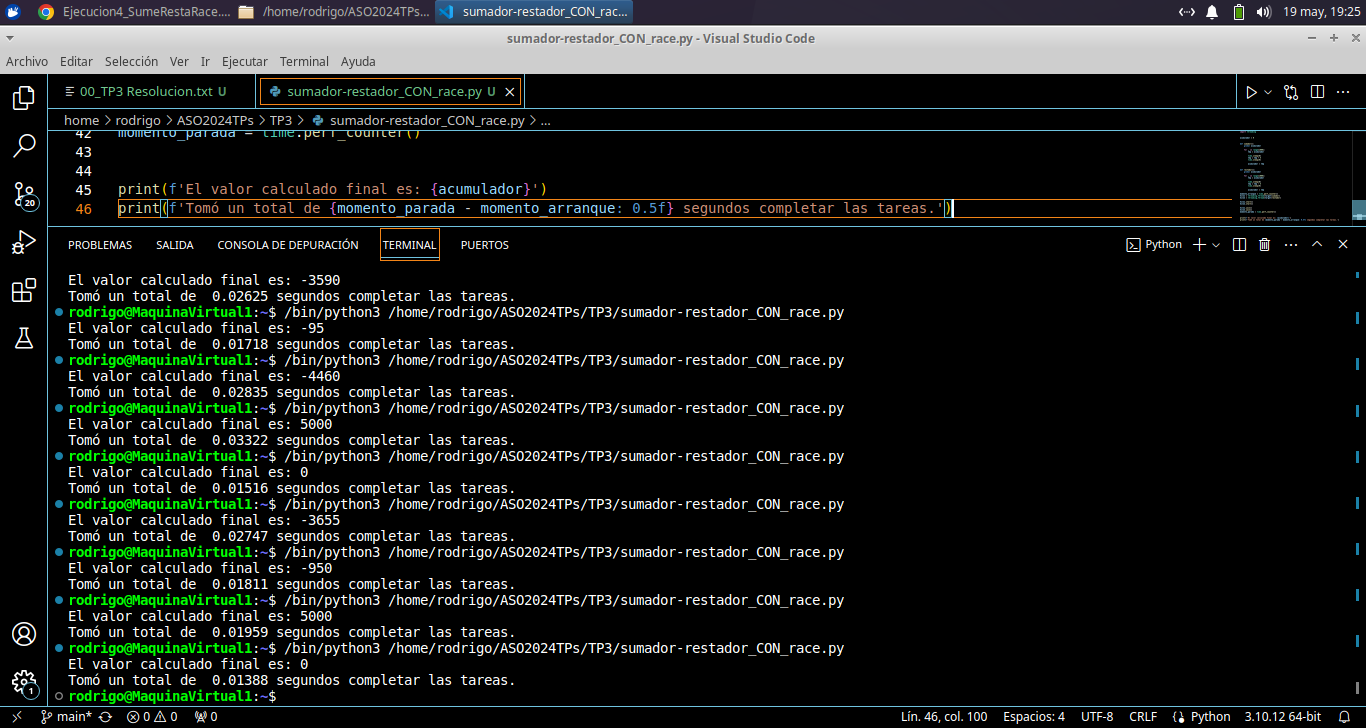 Ejecucion4_SumeRestaRace.... /home/rodrigo/ASO2024TPs... sumador-restador_CON_rac... 19 may, 19:25
sumador-restador_CON_race.py - Visual Studio Code
Archivo Editar Selección Ver Ir Ejecutar Terminal Ayuda
00_TP3 Resolucion.txt U sumador-restador_CON_race.py U
home > rodrigo > ASO2024TPs > TP3 > sumador-restador_CON_race.py > ...
42 momento_parada = time.perf_counter()
43
44
45 print(f'El valor calculado final es: {acumulador}')
46 print(f'Tomó un total de {momento_parada - momento_arranque: 0.5f} segundos completar las tareas.')
20
PROBLEMAS SALIDA CONSOLA DE DEPURACIÓN TERMINAL PUERTOS Python
El valor calculado final es: -3590
Tomó un total de  0.02625 segundos completar las tareas.
rodrigo@MaquinaVirtual1:~$ /bin/python3 /home/rodrigo/ASO2024TPs/TP3/sumador-restador_CON_race.py
El valor calculado final es: -95
Tomó un total de  0.01718 segundos completar las tareas.
rodrigo@MaquinaVirtual1:~$ /bin/python3 /home/rodrigo/ASO2024TPs/TP3/sumador-restador_CON_race.py
El valor calculado final es: -4460
Tomó un total de  0.02835 segundos completar las tareas.
rodrigo@MaquinaVirtual1:~$ /bin/python3 /home/rodrigo/ASO2024TPs/TP3/sumador-restador_CON_race.py
El valor calculado final es: 5000
Tomó un total de  0.03322 segundos completar las tareas.
rodrigo@MaquinaVirtual1:~$ /bin/python3 /home/rodrigo/ASO2024TPs/TP3/sumador-restador_CON_race.py
El valor calculado final es: 0
Tomó un total de  0.01516 segundos completar las tareas.
rodrigo@MaquinaVirtual1:~$ /bin/python3 /home/rodrigo/ASO2024TPs/TP3/sumador-restador_CON_race.py
El valor calculado final es: -3655
Tomó un total de  0.02747 segundos completar las tareas.
rodrigo@MaquinaVirtual1:~$ /bin/python3 /home/rodrigo/ASO2024TPs/TP3/sumador-restador_CON_race.py
El valor calculado final es: -950
Tomó un total de  0.01811 segundos completar las tareas.
rodrigo@MaquinaVirtual1:~$ /bin/python3 /home/rodrigo/ASO2024TPs/TP3/sumador-restador_CON_race.py
El valor calculado final es: 5000
Tomó un total de  0.01959 segundos completar las tareas.
rodrigo@MaquinaVirtual1:~$ /bin/python3 /home/rodrigo/ASO2024TPs/TP3/sumador-restador_CON_race.py
El valor calculado final es: 0
Tomó un total de  0.01388 segundos completar las tareas.
rodrigo@MaquinaVirtual1:~$
1
main* 0 0 0 Lín. 46, col. 100 Espacios: 4 UTF-8 CRLF Python 3.10.12 64-bit